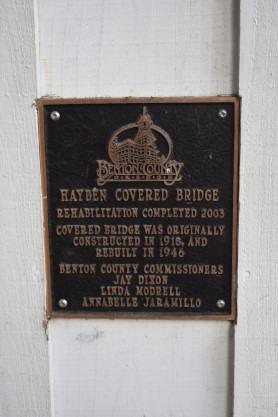 BENTON COUNTY
OREGON
HAYDEN COVERED BRIDGE
REHABILITATION COMPLETED 2003
COVERED BRIDGE WAS ORIGINALLY
CONSTRUCTED IN 1918, AND
REBUILT IN 1946
BENTON COUNTY COMMISSIONERS
JAY DIXON
LINDA MODRELL
ANNABELLE JARAMILLO